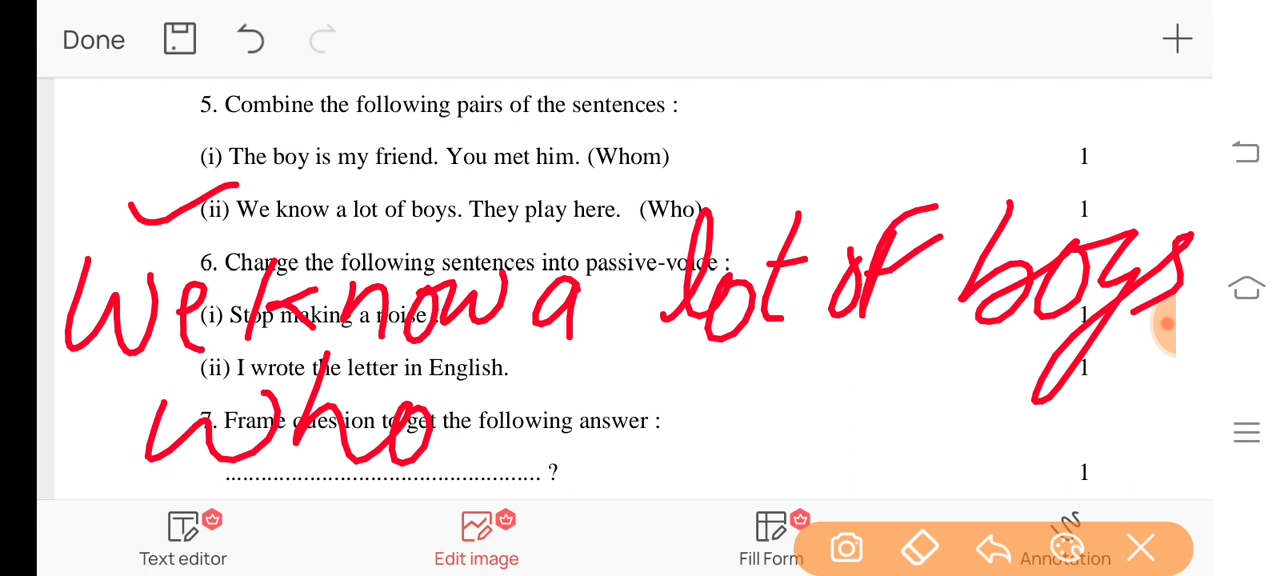 Done
5. Combine the following pairs of the sentences :
(i) The boy is my friend. You met him. (Whom) 1
(ii) We know a lot of boys. They play here. (Who) 1
We know a lot of boys
6. Change the following sentences into passive-voice :
(i) Stop making a noise. 1
(ii) I wrote the letter in English. 1
who
7. Frame question to get the following answer :
.................................................... ? 1
Text editor Edit image Fill Form Annotation